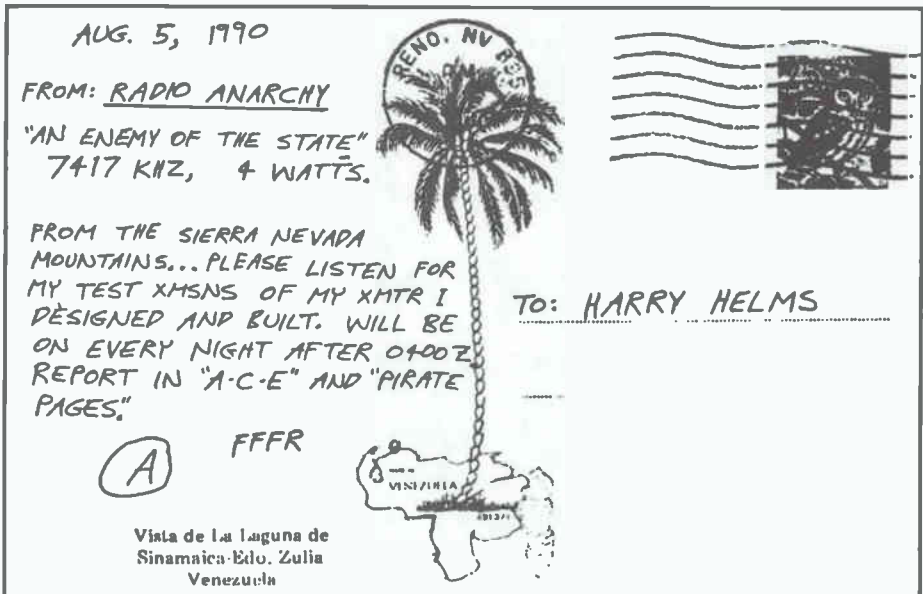 AUG. 5, 1990
FROM: RADIO ANARCHY
"AN ENEMY OF THE STATE"
7417 KHZ, 4 WATTS.
FROM THE SIERRA NEVADA
MOUNTAINS... PLEASE LISTEN FOR
MY TEST XMSNS OF MY XMTR I
DESIGNED AND BUILT. WILL BE
ON EVERY NIGHT AFTER 0400Z
REPORT IN "A·C·E" AND "PIRATE
PAGES."
A FFFR
Vista de La Laguna de
Sinamaica-Edo. Zulia
Venezuela
RENO, NV 895
VENEZUELA
TO: HARRY HELMS